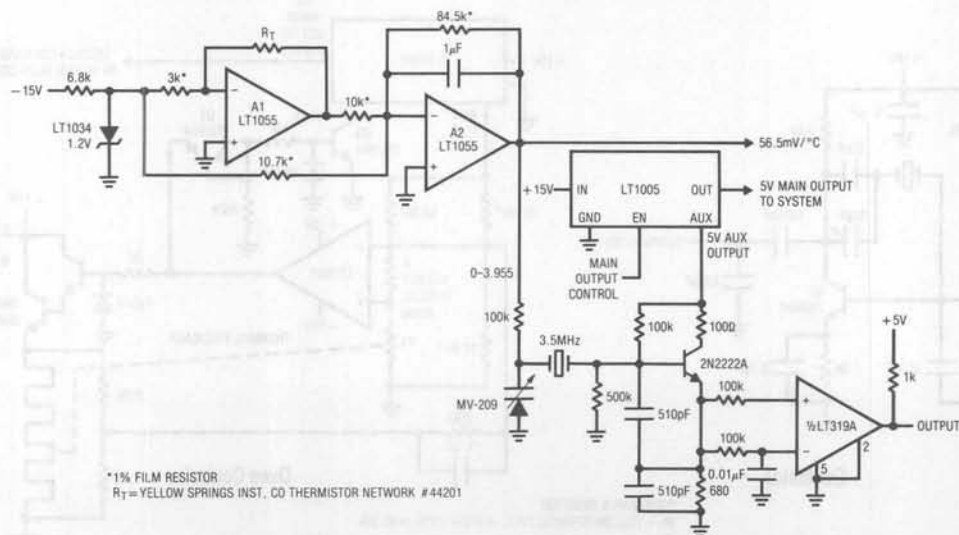 84.5k*
R_T
1µF
6.8k
3k*
−15V
A1
LT1055
10k*
LT1034
1.2V
A2
LT1055
10.7k*
56.5mV/°C
+15V
IN
LT1005
OUT
5V MAIN OUTPUT
TO SYSTEM
GND
EN
AUX
5V AUX
OUTPUT
MAIN
OUTPUT
CONTROL
0–3.955
100k
100k
100Ω
+5V
3.5MHz
2N2222A
1k
MV-209
500k
100k
510pF
½LT319A
OUTPUT
100k
5
2
0.01µF
510pF
680
*1% FILM RESISTOR
R_T=YELLOW SPRINGS INST. CO THERMISTOR NETWORK #44201